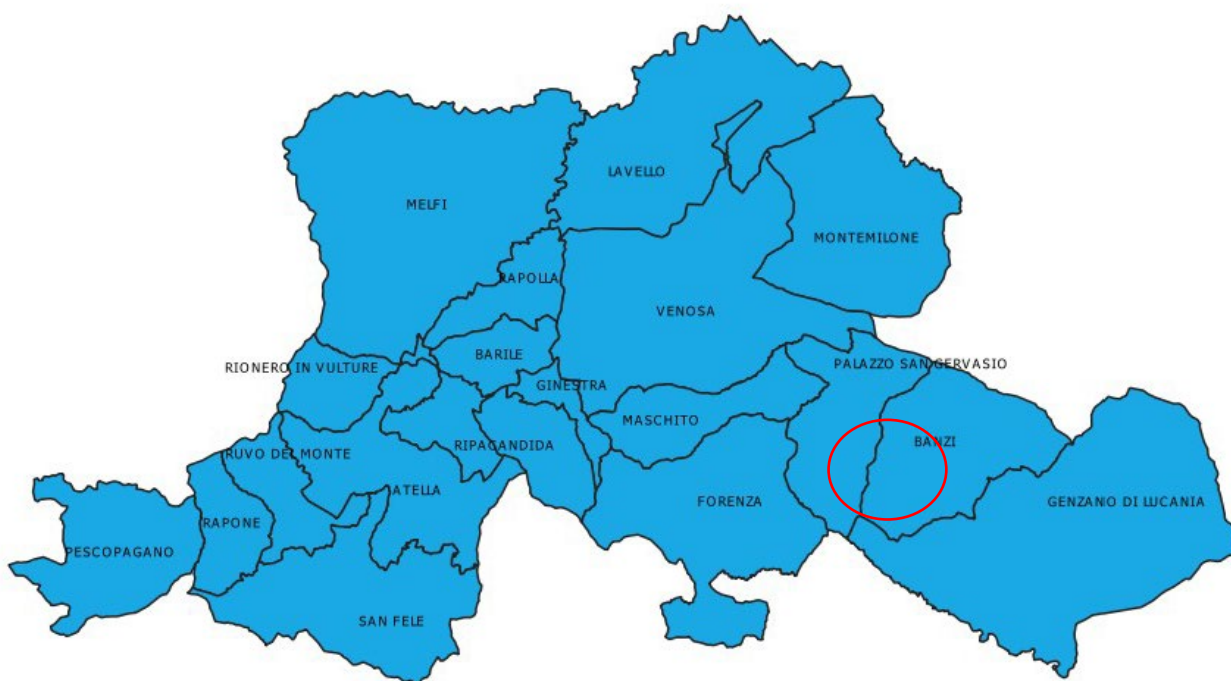 LAVELLO
MELFI
MONTEMILONE
RAPOLLA
VENOSA
BARILE
RIONERO IN VULTURE
PALAZZO SAN GERVASIO
GINESTRA
MASCHITO
RIPACANDIDA
BANZI
RUVO DEL MONTE
ATELLA
FORENZA
GENZANO DI LUCANIA
RAPONE
PESCOPAGANO
SAN FELE